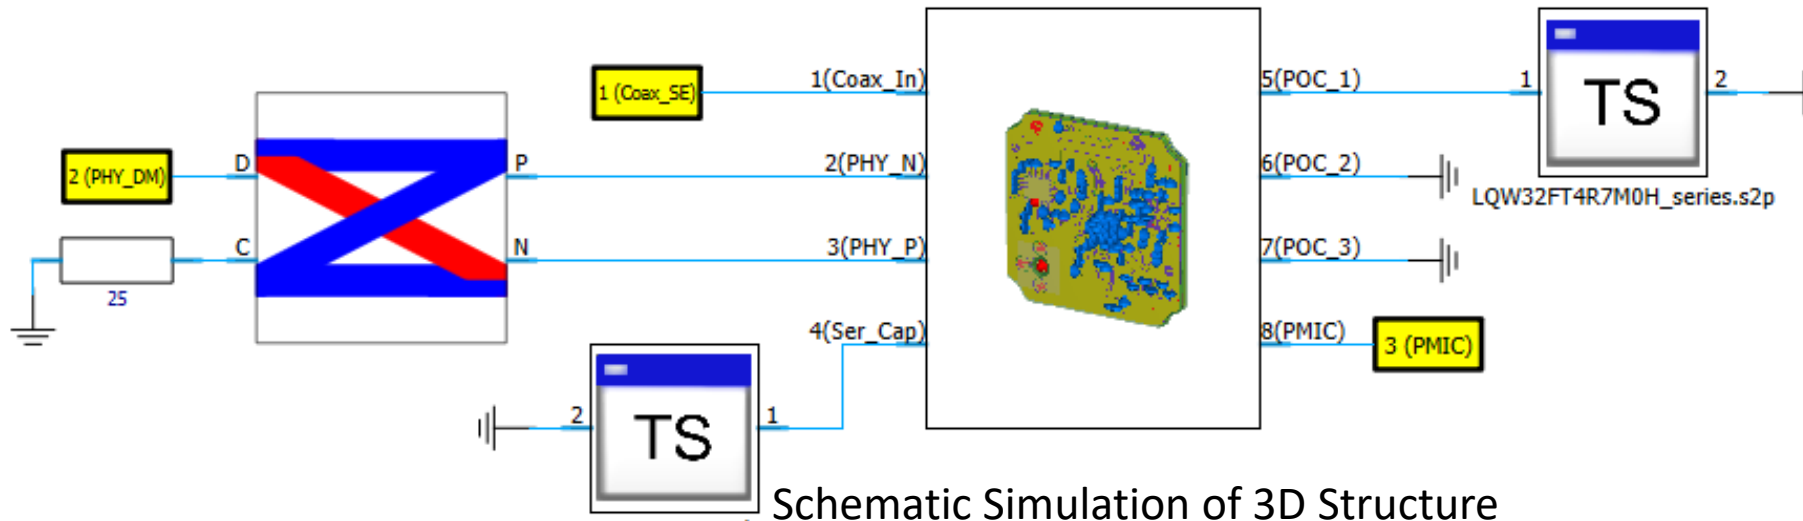 1 (Coax_SE)
1(Coax_In)
5(POC_1)
1
TS
2
2 (PHY_DM)
D
P
2(PHY_N)
6(POC_2)
LQW32FT4R7M0H_series.s2p
C
N
3(PHY_P)
7(POC_3)
25
4(Ser_Cap)
8(PMIC)
3 (PMIC)
2
TS
1
Schematic Simulation of 3D Structure